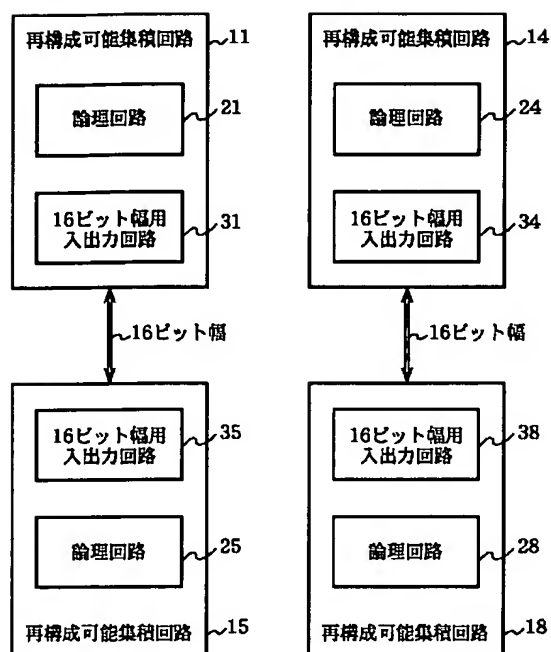 再構成可能集積回路 11
論理回路 21
16ビット幅用
入出力回路 31
16ビット幅
16ビット幅用
入出力回路 35
論理回路 25
再構成可能集積回路 15
再構成可能集積回路 14
論理回路 24
16ビット幅用
入出力回路 34
16ビット幅
16ビット幅用
入出力回路 38
論理回路 28
再構成可能集積回路 18